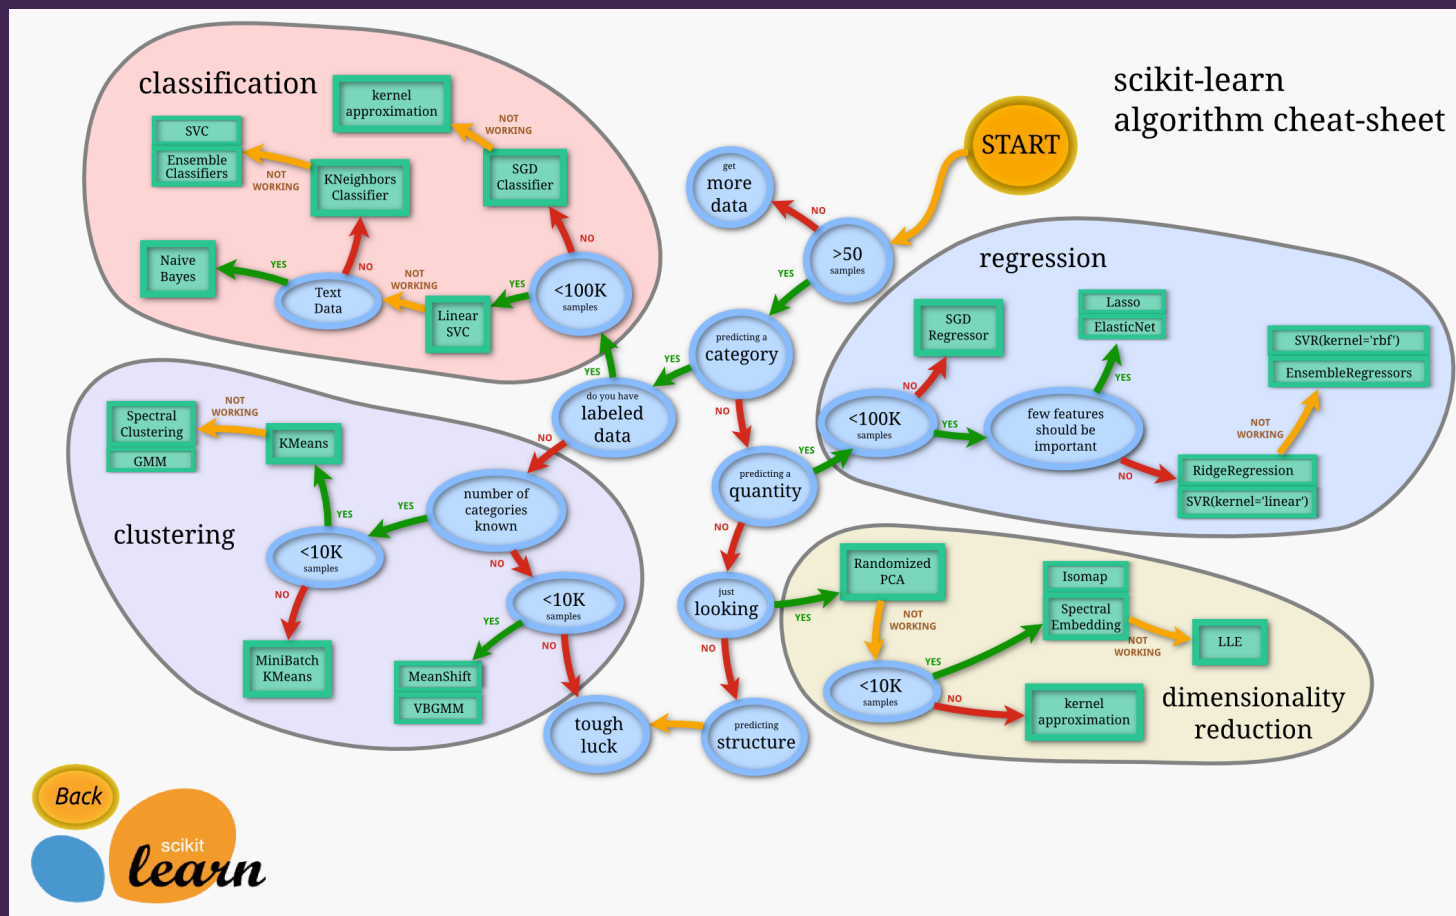 scikit-learn
algorithm cheat-sheet
START
classification
kernel
approximation
NOT
WORKING
SVC
Ensemble
Classifiers
NOT
WORKING
KNeighbors
Classifier
SGD
Classifier
NO
Naive
Bayes
YES
NO
Text
Data
NOT
WORKING
Linear
SVC
YES
<100K
samples
get
more
data
NO
>50
samples
YES
predicting a
category
YES
NO
YES
do you have
labeled
data
NO
predicting a
quantity
YES
NO
just
looking
YES
NO
predicting
structure
tough
luck
regression
SGD
Regressor
NO
<100K
samples
YES
Lasso
ElasticNet
YES
few features
should be
important
NO
SVR(kernel='rbf')
EnsembleRegressors
NOT
WORKING
RidgeRegression
SVR(kernel='linear')
clustering
Spectral
Clustering
GMM
NOT
WORKING
KMeans
YES
<10K
samples
NO
MiniBatch
KMeans
YES
number of
categories
known
NO
<10K
samples
YES
NO
MeanShift
VBGMM
dimensionality
reduction
Randomized
PCA
NOT
WORKING
<10K
samples
YES
NO
Isomap
Spectral
Embedding
NOT
WORKING
LLE
kernel
approximation
Back
scikit
learn